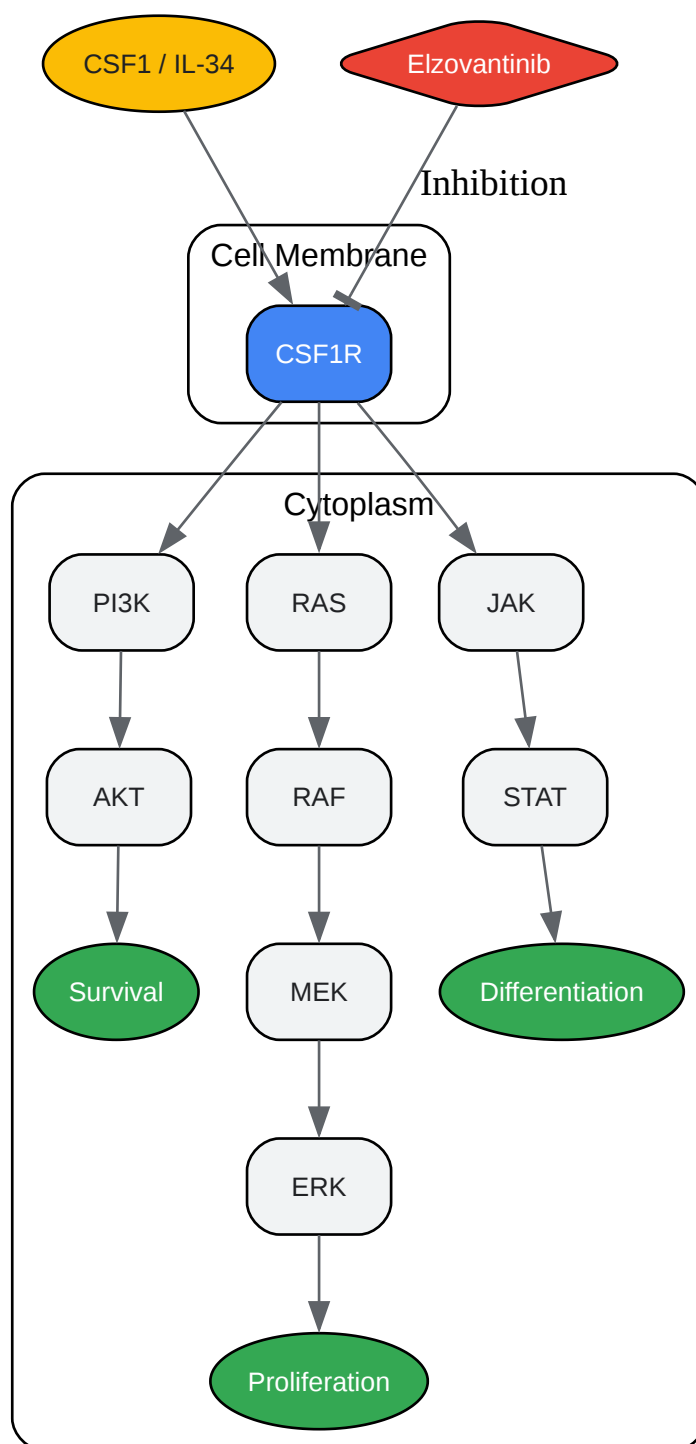 CSF1 / IL-34
Elzovantinib
Inhibition
Cell Membrane
CSF1R
Cytoplasm
PI3K
RAS
JAK
AKT
RAF
STAT
Survival
MEK
Differentiation
ERK
Proliferation